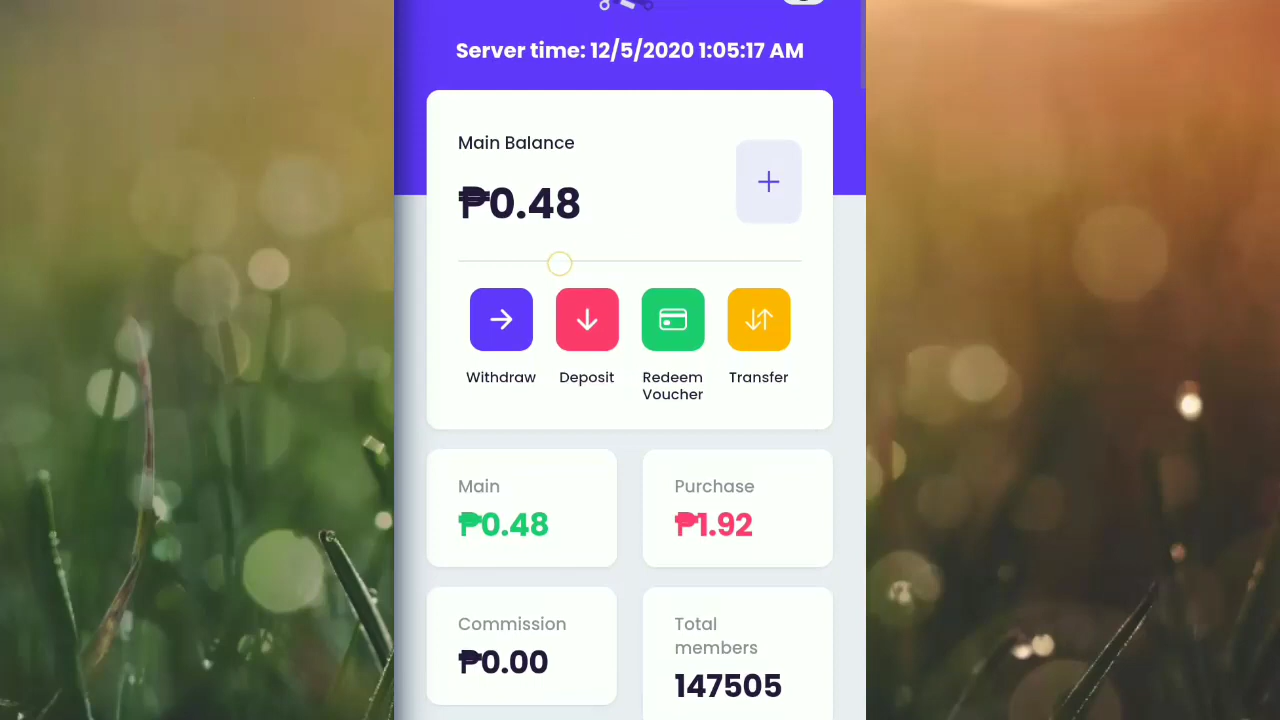 Server time: 12/5/2020 1:05:17 AM
Main Balance
₱0.48
Withdraw
Deposit
Redeem
Voucher
Transfer
Main
₱0.48
Purchase
₱1.92
Commission
₱0.00
Total
members
147505